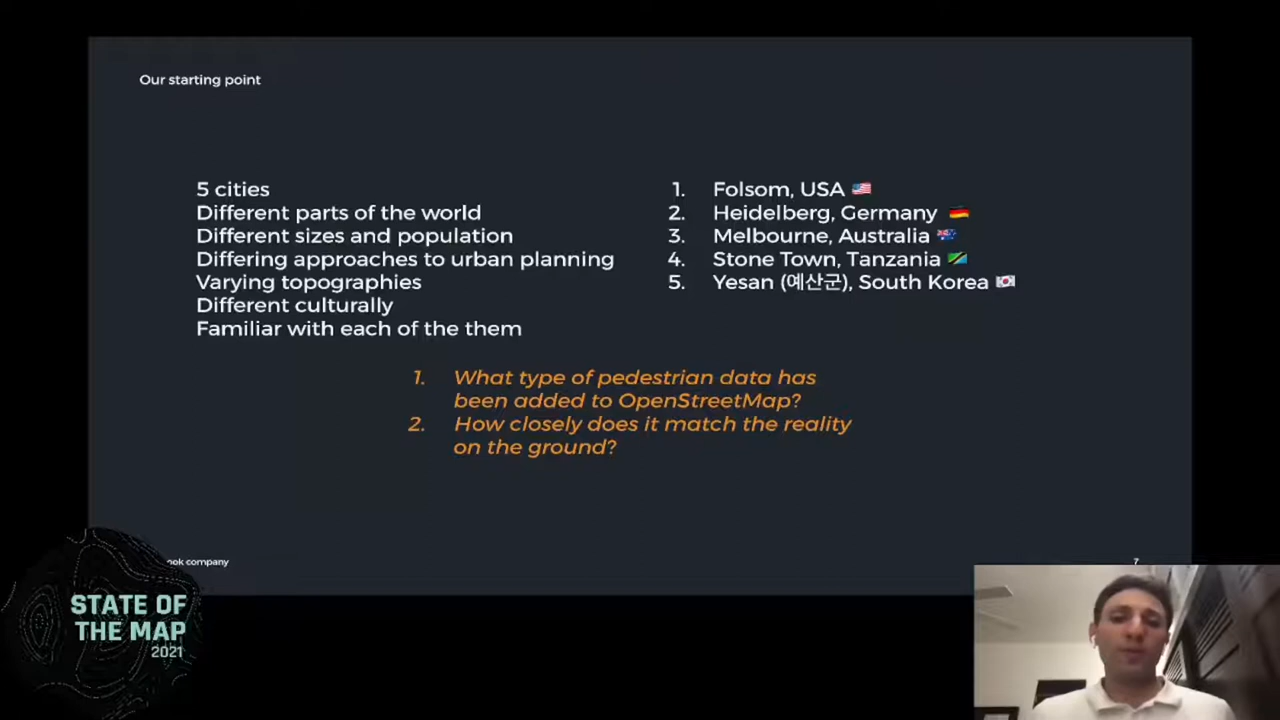 Our starting point
5 cities
Different parts of the world
Different sizes and population
Differing approaches to urban planning
Varying topographies
Different culturally
Familiar with each of the them
1. Folsom, USA 🇺🇸
2. Heidelberg, Germany 🇩🇪
3. Melbourne, Australia 🇦🇺
4. Stone Town, Tanzania 🇹🇿
5. Yesan (예산군), South Korea 🇰🇷
1. What type of pedestrian data has
been added to OpenStreetMap?
2. How closely does it match the reality
on the ground?
company
7
STATE OF
THE MAP
2021